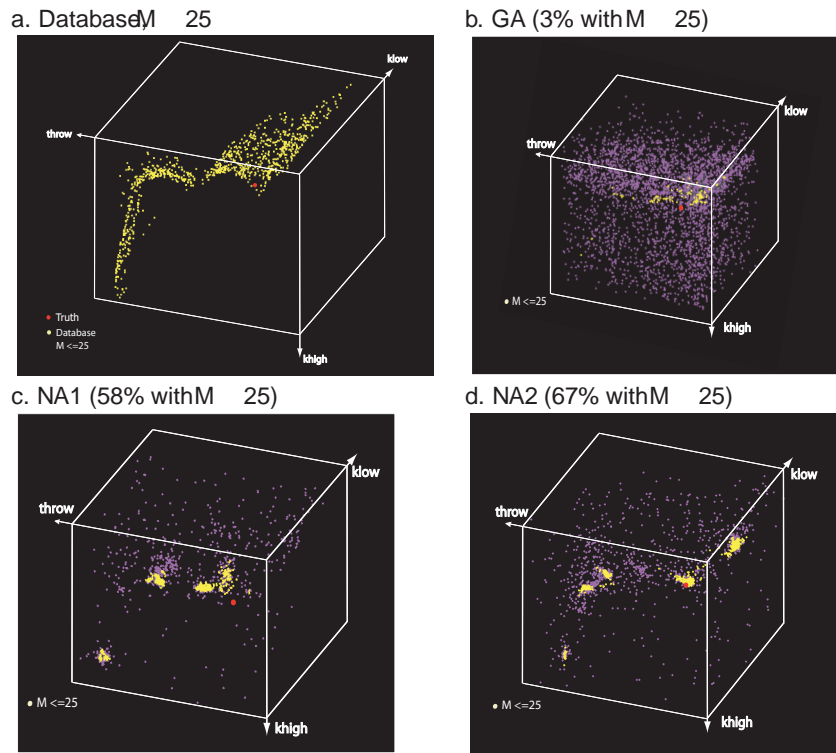 a. Database, M 25
klow
throw
Truth
Database
M <=25
khigh
b. GA (3% with M 25)
klow
throw
M <=25
khigh
c. NA1 (58% with M 25)
klow
throw
M <=25
khigh
d. NA2 (67% with M 25)
klow
throw
M <=25
khigh